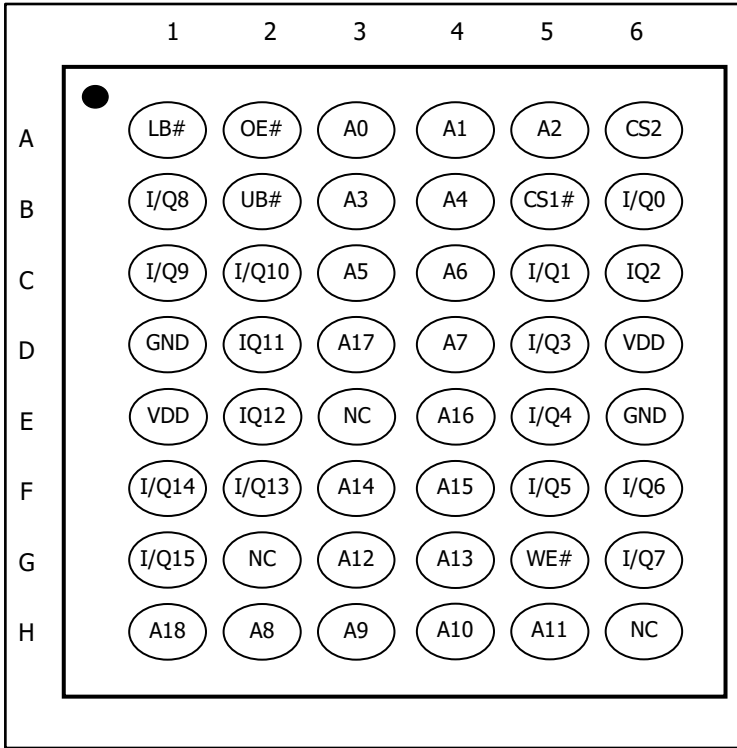 1 2 3 4 5 6
A LB# OE# A0 A1 A2 CS2
B I/Q8 UB# A3 A4 CS1# I/Q0
C I/Q9 I/Q10 A5 A6 I/Q1 IQ2
D GND IQ11 A17 A7 I/Q3 VDD
E VDD IQ12 NC A16 I/Q4 GND
F I/Q14 I/Q13 A14 A15 I/Q5 I/Q6
G I/Q15 NC A12 A13 WE# I/Q7
H A18 A8 A9 A10 A11 NC